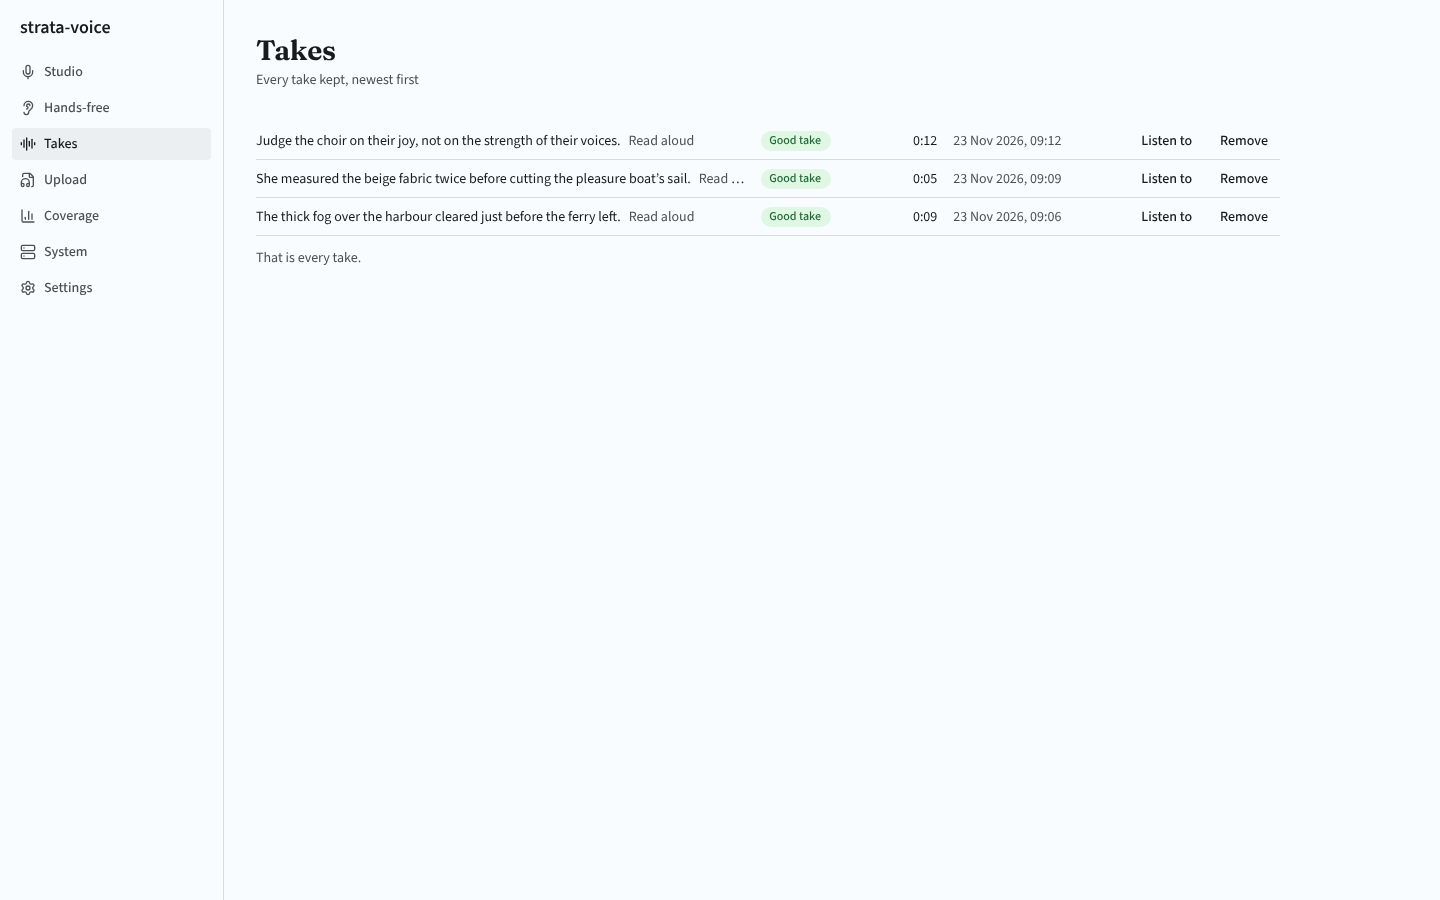 strata-voice
Studio
Hands-free
Takes
Upload
Coverage
System
Settings
Takes
Every take kept, newest first
Judge the choir on their joy, not on the strength of their voices. Read aloud Good take 0:12 23 Nov 2026, 09:12 Listen to Remove
She measured the beige fabric twice before cutting the pleasure boat’s sail. Read … Good take 0:05 23 Nov 2026, 09:09 Listen to Remove
The thick fog over the harbour cleared just before the ferry left. Read aloud Good take 0:09 23 Nov 2026, 09:06 Listen to Remove
That is every take.